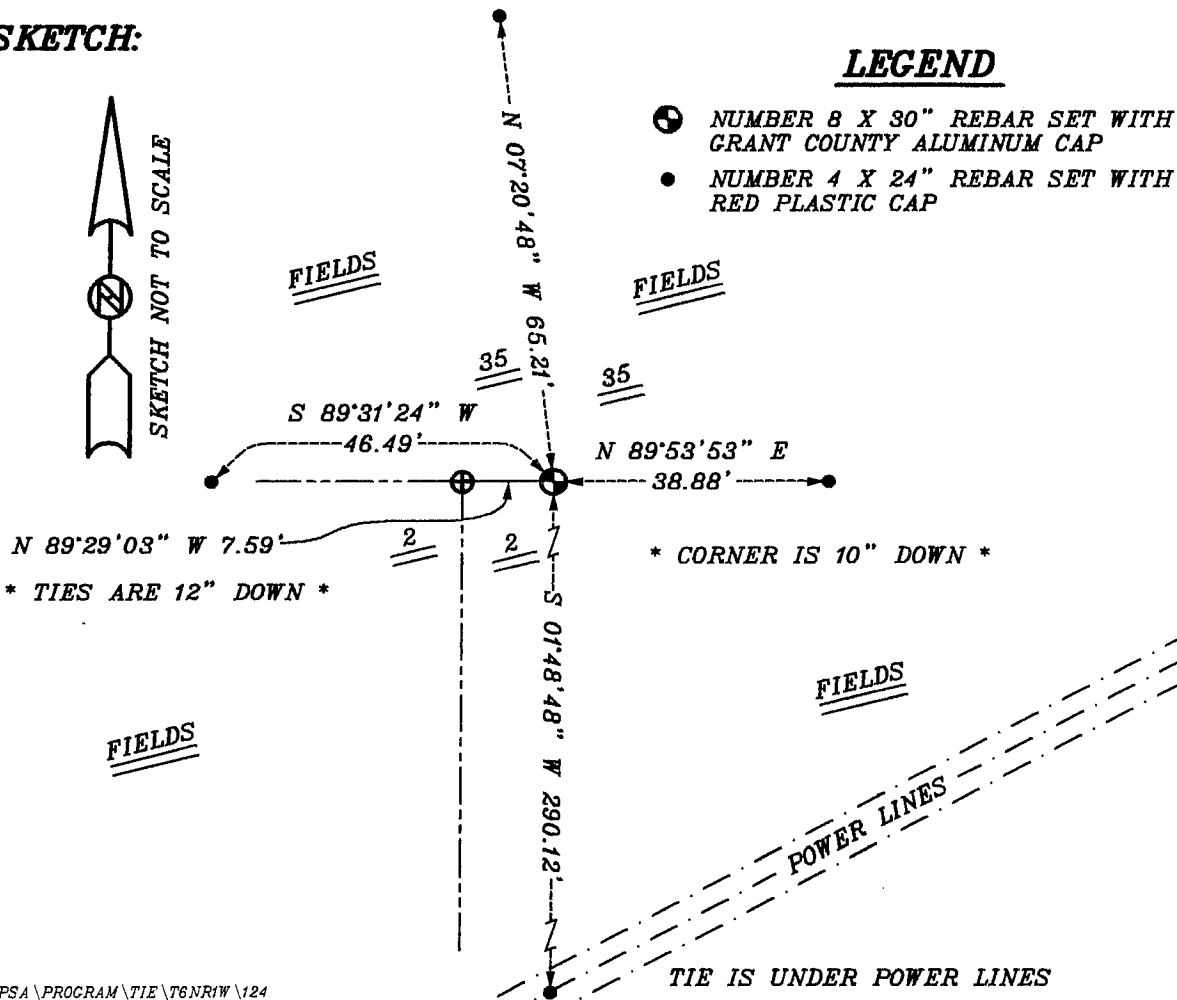 SKETCH:
N
SKETCH NOT TO SCALE
LEGEND
NUMBER 8 X 30" REBAR SET WITH
GRANT COUNTY ALUMINUM CAP
NUMBER 4 X 24" REBAR SET WITH
RED PLASTIC CAP
N 07°20'48" W 65.21'
FIELDS
FIELDS
35
35
S 89°31'24" W
46.49'
N 89°53'53" E
38.88'
N 89°29'03" W 7.59'
2
2
* CORNER IS 10" DOWN *
* TIES ARE 12" DOWN *
S 01°48'48" W 290.12'
FIELDS
FIELDS
POWER LINES
TIE IS UNDER POWER LINES
PSA\PROGRAM\TIE\T6NR1W\124